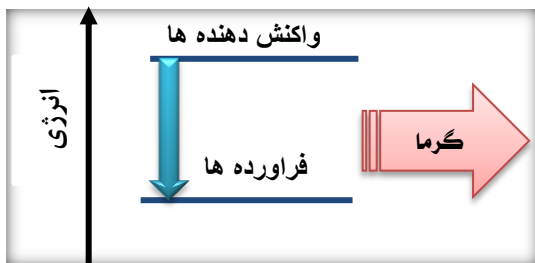 واکنش دهنده ها
انرژی
گرما
فراورده ها